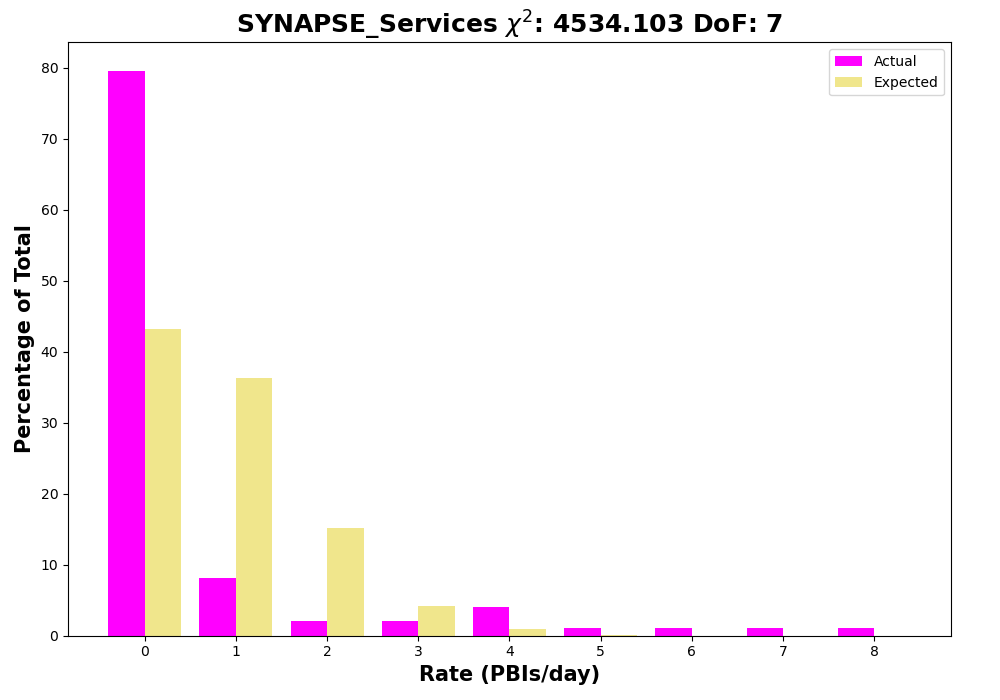 SYNAPSE_Services χ²: 4534.103 DoF: 7
Actual
Expected
Percentage of Total
80
70
60
50
40
30
20
10
0
0 1 2 3 4 5 6 7 8
Rate (PBIs/day)